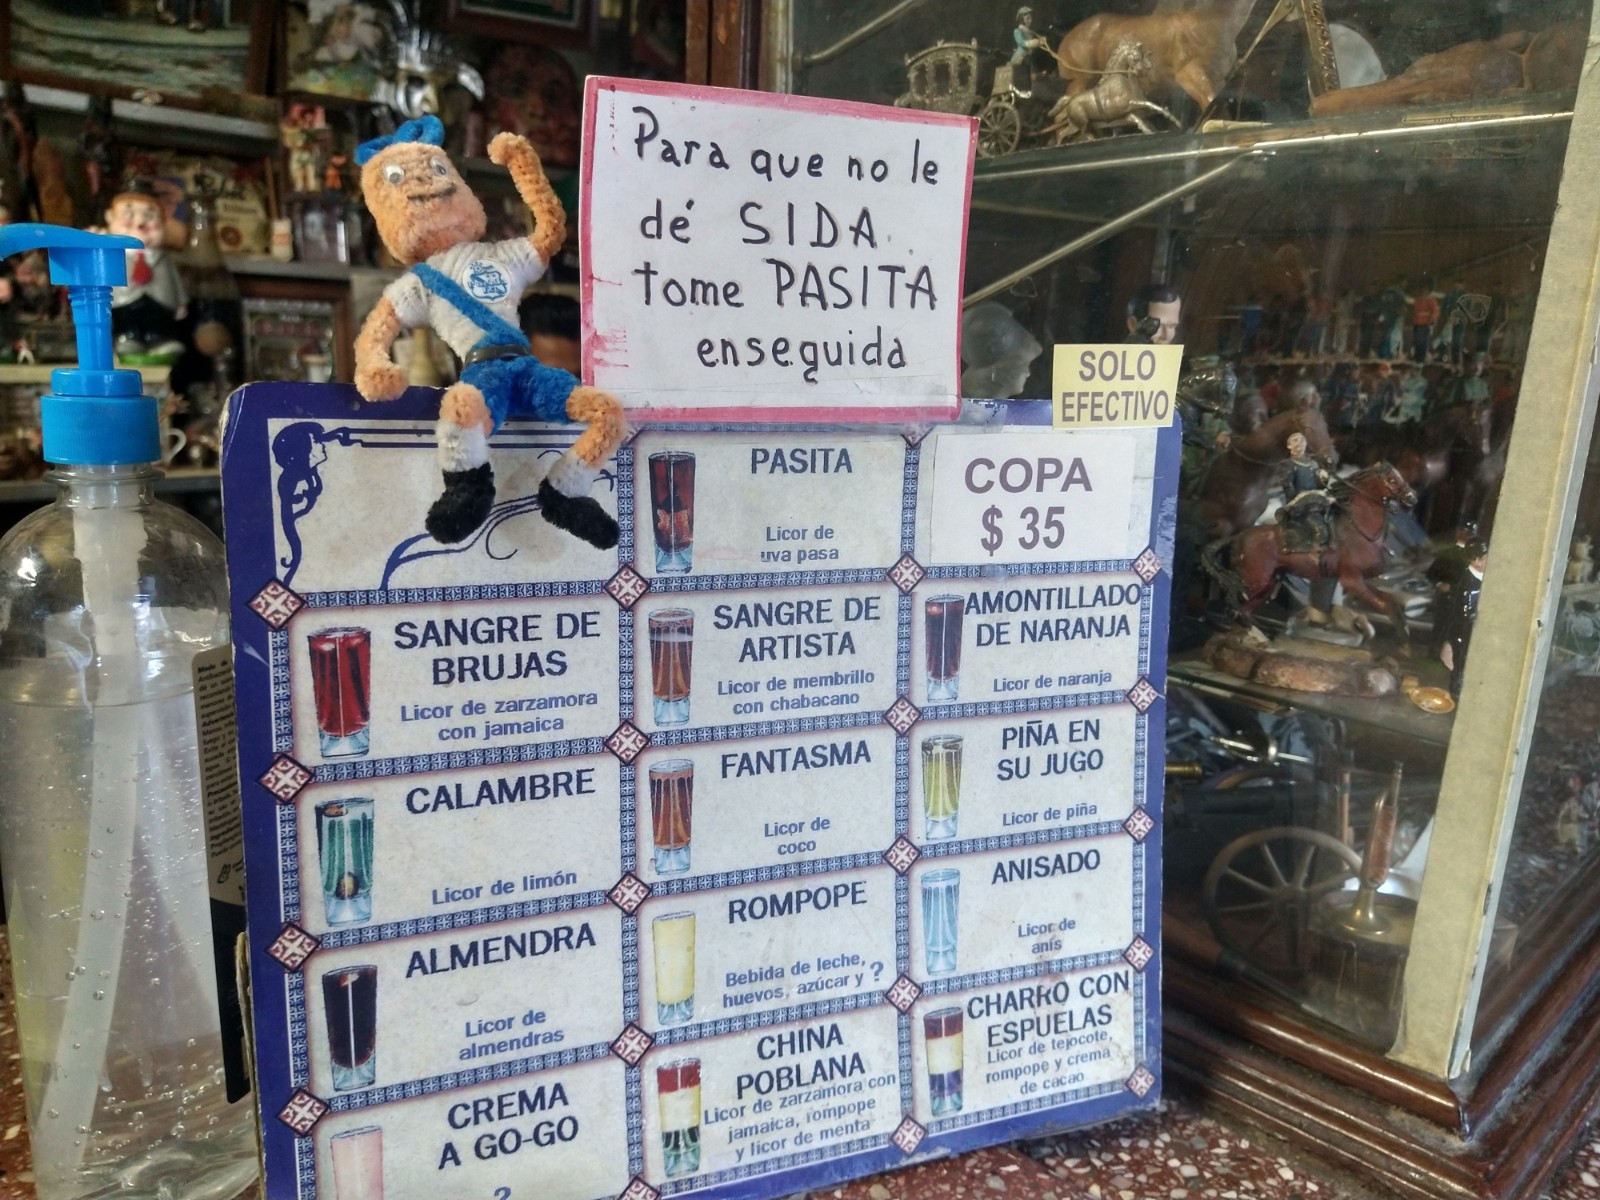 Para que no le
dé SIDA
tome PASITA
enseguida
SOLO
EFECTIVO
PASITA
Licor de
uva pasa
COPA
$ 35
SANGRE DE
BRUJAS
Licor de zarzamora
con jamaica
SANGRE DE
ARTISTA
Licor de membrillo
con chabacano
AMONTILLADO
DE NARANJA
Licor de naranja
CALAMBRE
Licor de limón
FANTASMA
Licor de
coco
PIÑA EN
SU JUGO
Licor de piña
ALMENDRA
Licor de
almendras
ROMPOPE
Bebida de leche,
huevos, azúcar y ?
ANISADO
Licor de
anís
CREMA
A GO-GO
?
CHINA
POBLANA
Licor de zarzamora con
jamaica, rompope
y licor de menta
CHARRO CON
ESPUELAS
Licor de tejocote,
rompope y crema
de cacao